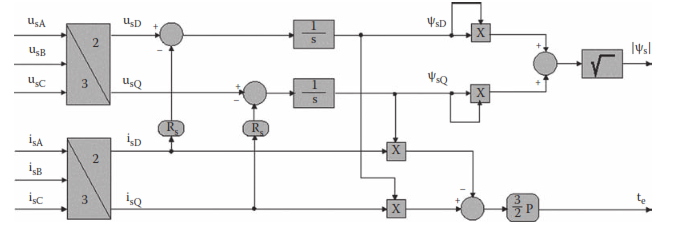 u_sA
u_sB
u_sC
2
3
u_sD
+
−
1
s
ψ_sD
X
+
+
√
|ψ_s|
u_sQ
+
−
1
s
ψ_sQ
X
R_s
R_s
i_sA
i_sB
i_sC
2
3
i_sD
X
i_sQ
X
−
+
3
2
P
t_e